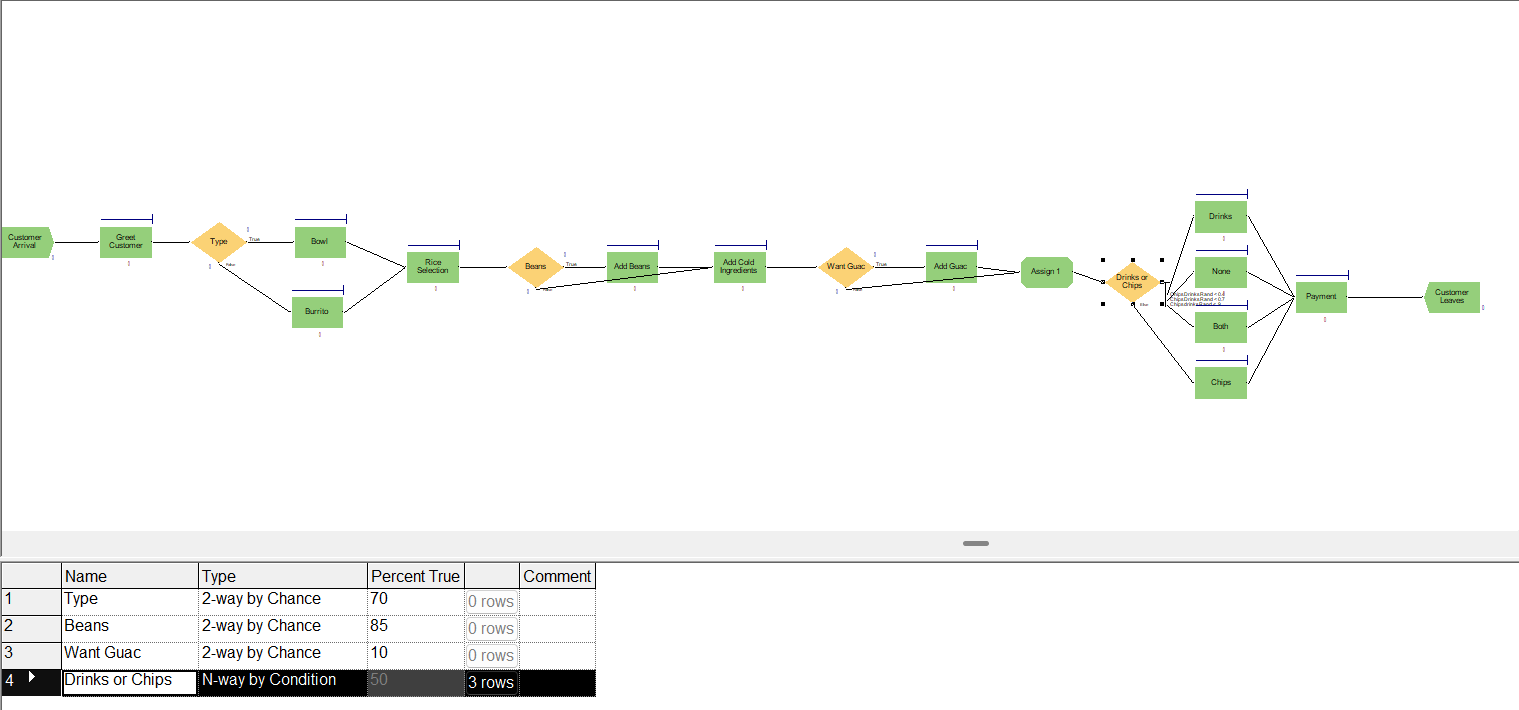 Customer
Arrival
Greet
Customer
Type
True
False
Bowl
Burrito
Rice
Selection
Beans
True
False
Add Beans
Add Cold
Ingredients
Want Guac
True
False
Add Guac
Assign 1
Drinks or
Chips
Else
Drinks
None
Both
Chips
Payment
Customer
Leaves
Name Type Percent True Comment
1 Type 2-way by Chance 70 0 rows
2 Beans 2-way by Chance 85 0 rows
3 Want Guac 2-way by Chance 10 0 rows
4 Drinks or Chips N-way by Condition 50 3 rows